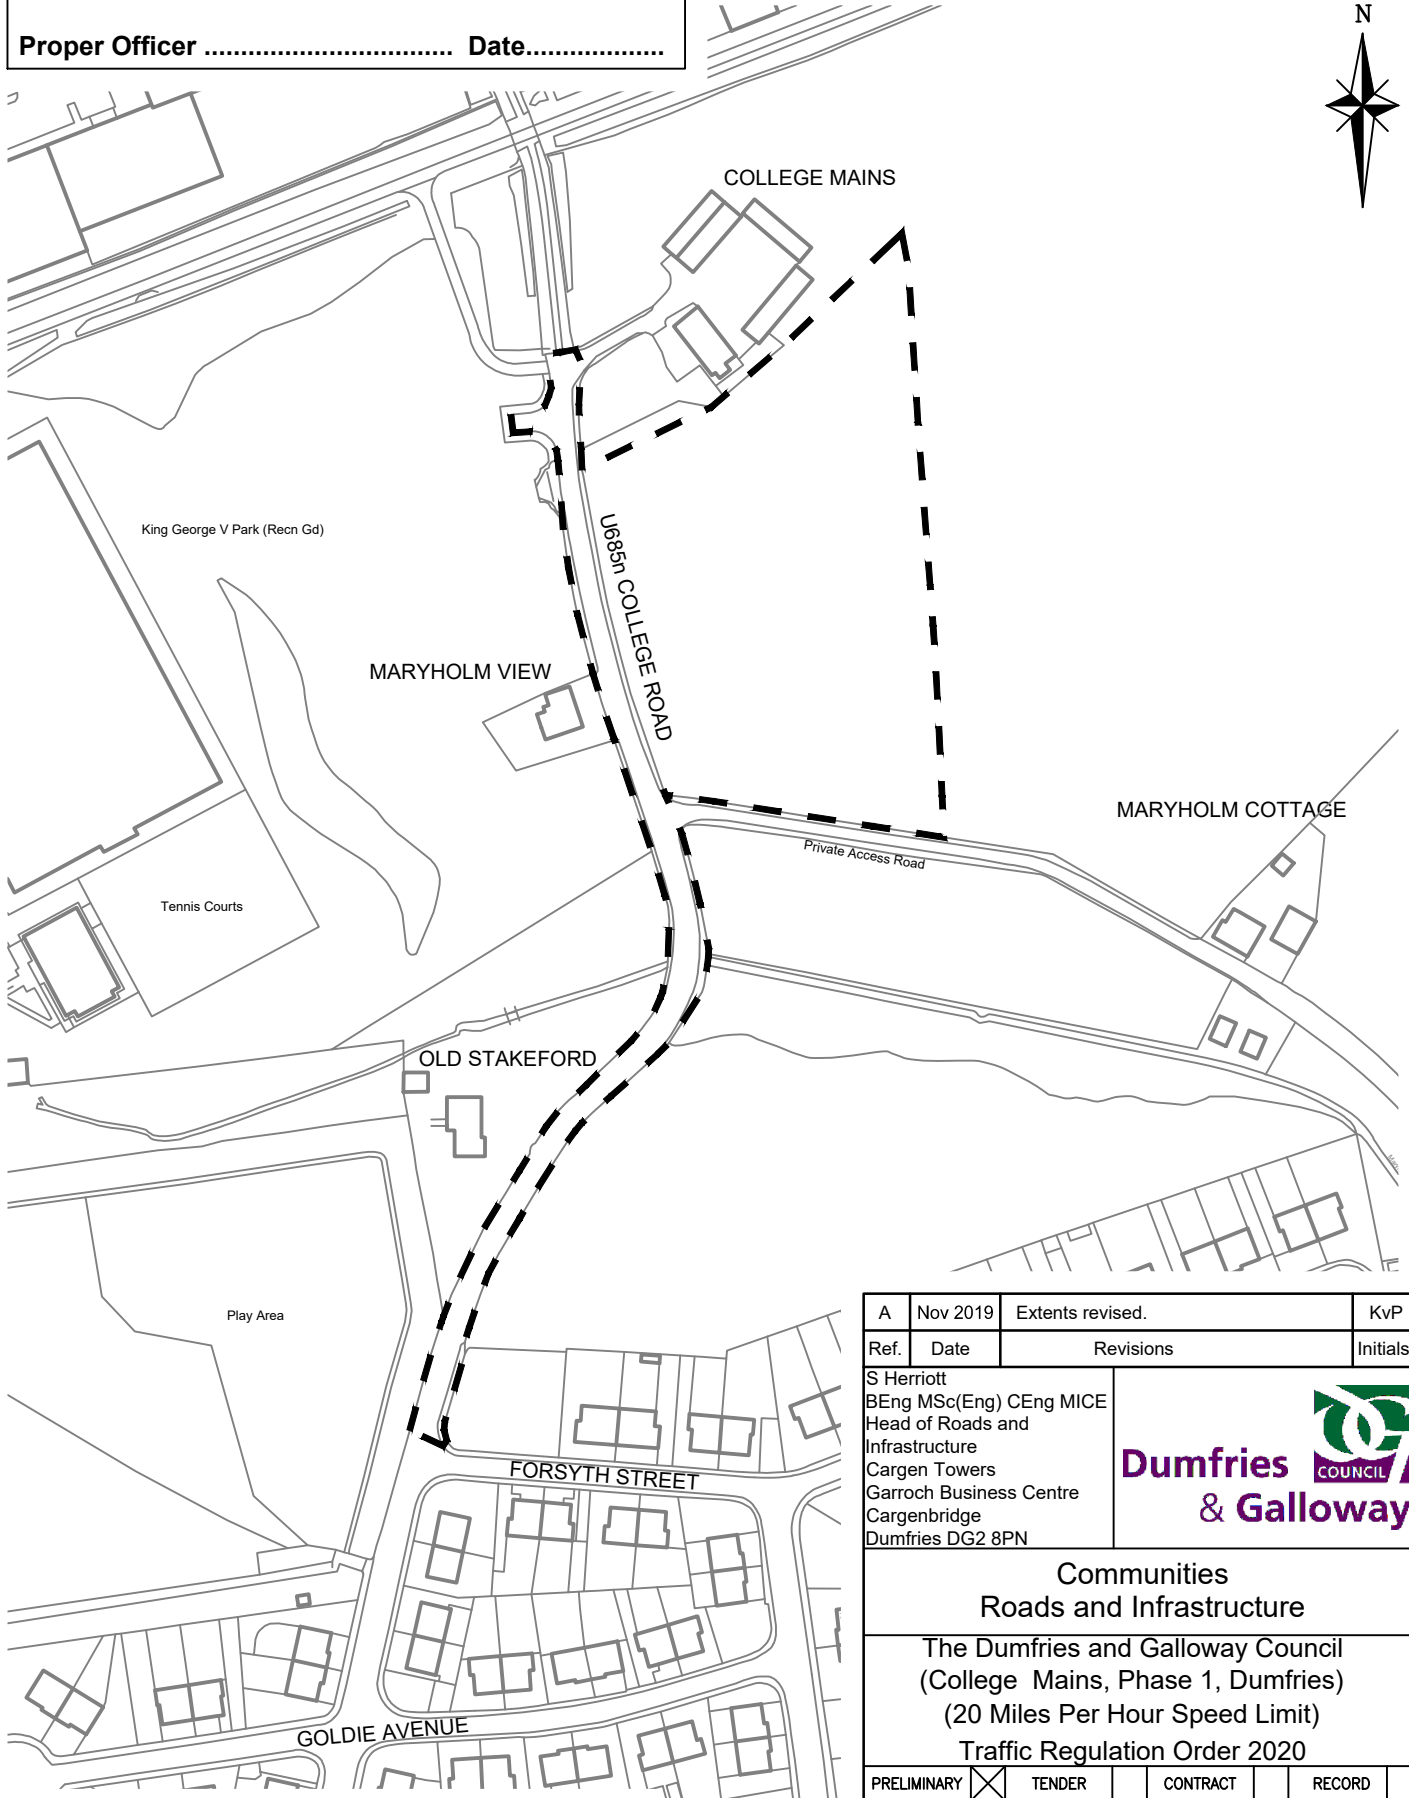 Proper Officer .................................. Date...................
N
COLLEGE MAINS
King George V Park (Recn Gd)
U685n COLLEGE ROAD
MARYHOLM VIEW
MARYHOLM COTTAGE
Private Access Road
Tennis Courts
OLD STAKEFORD
Play Area
FORSYTH STREET
GOLDIE AVENUE
A Nov 2019 Extents revised. KvP
Ref. Date Revisions Initials
S Herriott
BEng MSc(Eng) CEng MICE
Head of Roads and
Infrastructure
Cargen Towers
Garroch Business Centre
Cargenbridge
Dumfries DG2 8PN
Dumfries
COUNCIL
& Galloway
Communities
Roads and Infrastructure
The Dumfries and Galloway Council
(College Mains, Phase 1, Dumfries)
(20 Miles Per Hour Speed Limit)
Traffic Regulation Order 2020
PRELIMINARY TENDER CONTRACT RECORD